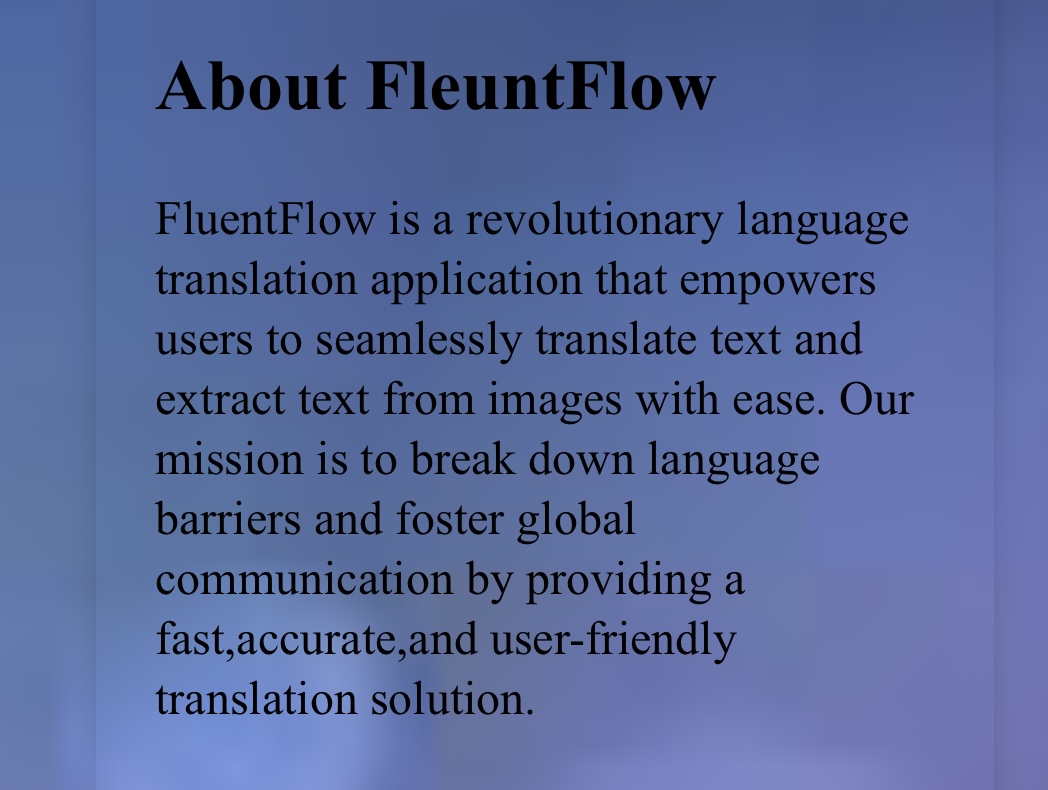 About FleuntFlow
FluentFlow is a revolutionary language
translation application that empowers
users to seamlessly translate text and
extract text from images with ease. Our
mission is to break down language
barriers and foster global
communication by providing a
fast,accurate,and user-friendly
translation solution.